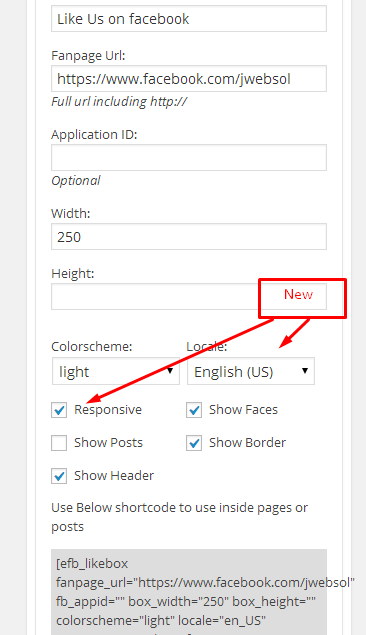 Like Us on facebook
Fanpage Url:
https://www.facebook.com/jwebsol
Full url including http://
Application ID:
Optional
Width:
250
Height:
New
Colorscheme: Locale:
light English (US)
Responsive Show Faces
Show Posts Show Border
Show Header
Use Below shortcode to use inside pages or
posts
[efb_likebox
fanpage_url="https://www.facebook.com/jwebsol"
fb_appid="" box_width="250" box_height=""
colorscheme="light" locale="en_US"